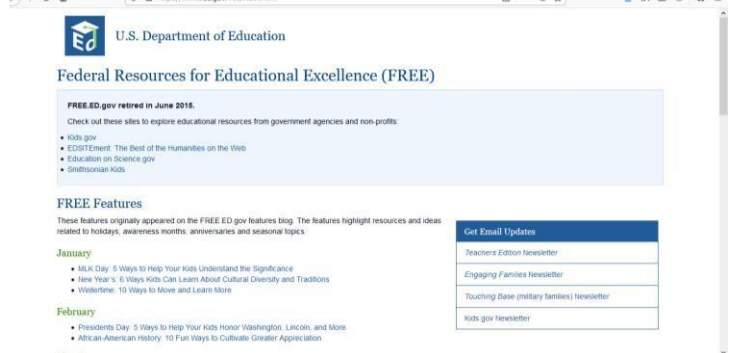 Ed
U.S. Department of Education
Federal Resources for Educational Excellence (FREE)
FREE.ED.gov retired in June 2015.
Check out these sites to explore educational resources from government agencies and non-profits:
Kids.gov
EDSITEment: The Best of the Humanities on the Web
Education on Science.gov
Smithsonian Kids
FREE Features
These features originally appeared on the FREE.ED.gov features blog. The features highlight resources and ideas
related to holidays, awareness months, anniversaries and seasonal topics.
January
MLK Day: 5 Ways to Help Your Kids Understand the Significance
New Year's: 6 Ways Kids Can Learn About Cultural Diversity and Traditions
Wintertime: 10 Ways to Move and Learn More
February
Presidents Day: 5 Ways to Help Your Kids Honor Washington, Lincoln, and More
African-American History: 10 Fun Ways to Cultivate Greater Appreciation
Get Email Updates
Teachers Edition Newsletter
Engaging Families Newsletter
Touching Base (military families) Newsletter
Kids.gov Newsletter